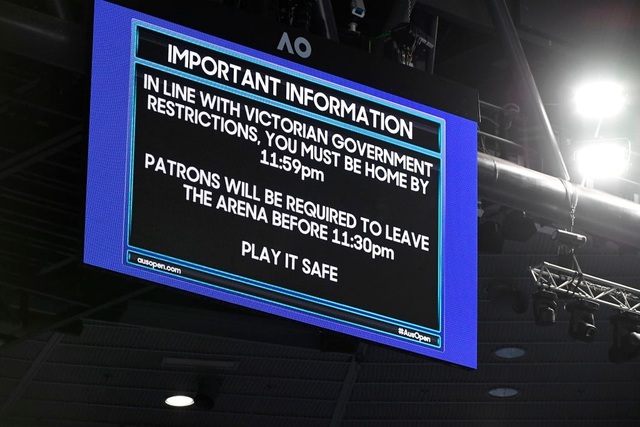 AO
IMPORTANT INFORMATION
IN LINE WITH VICTORIAN GOVERNMENT
RESTRICTIONS, YOU MUST BE HOME BY
11:59pm
PATRONS WILL BE REQUIRED TO LEAVE
THE ARENA BEFORE 11:30pm
PLAY IT SAFE
ausopen.com
#AusOpen